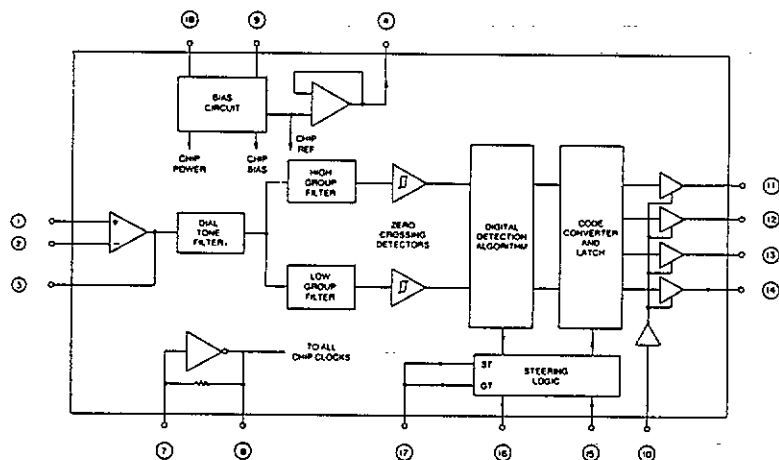 18
9
4
BIAS
CIRCUIT
CHIP
POWER
CHIP
BIAS
CHIP
REF
HIGH
GROUP
FILTER
1
2
3
+
-
DIAL
TONE
FILTER
ZERO
CROSSING
DETECTORS
LOW
GROUP
FILTER
DIGITAL
DETECTION
ALGORITHM
CODE
CONVERTER
AND
LATCH
11
12
13
14
TO ALL
CHIP CLOCKS
ST
GT
STEERING
LOGIC
7
8
17
16
15
10